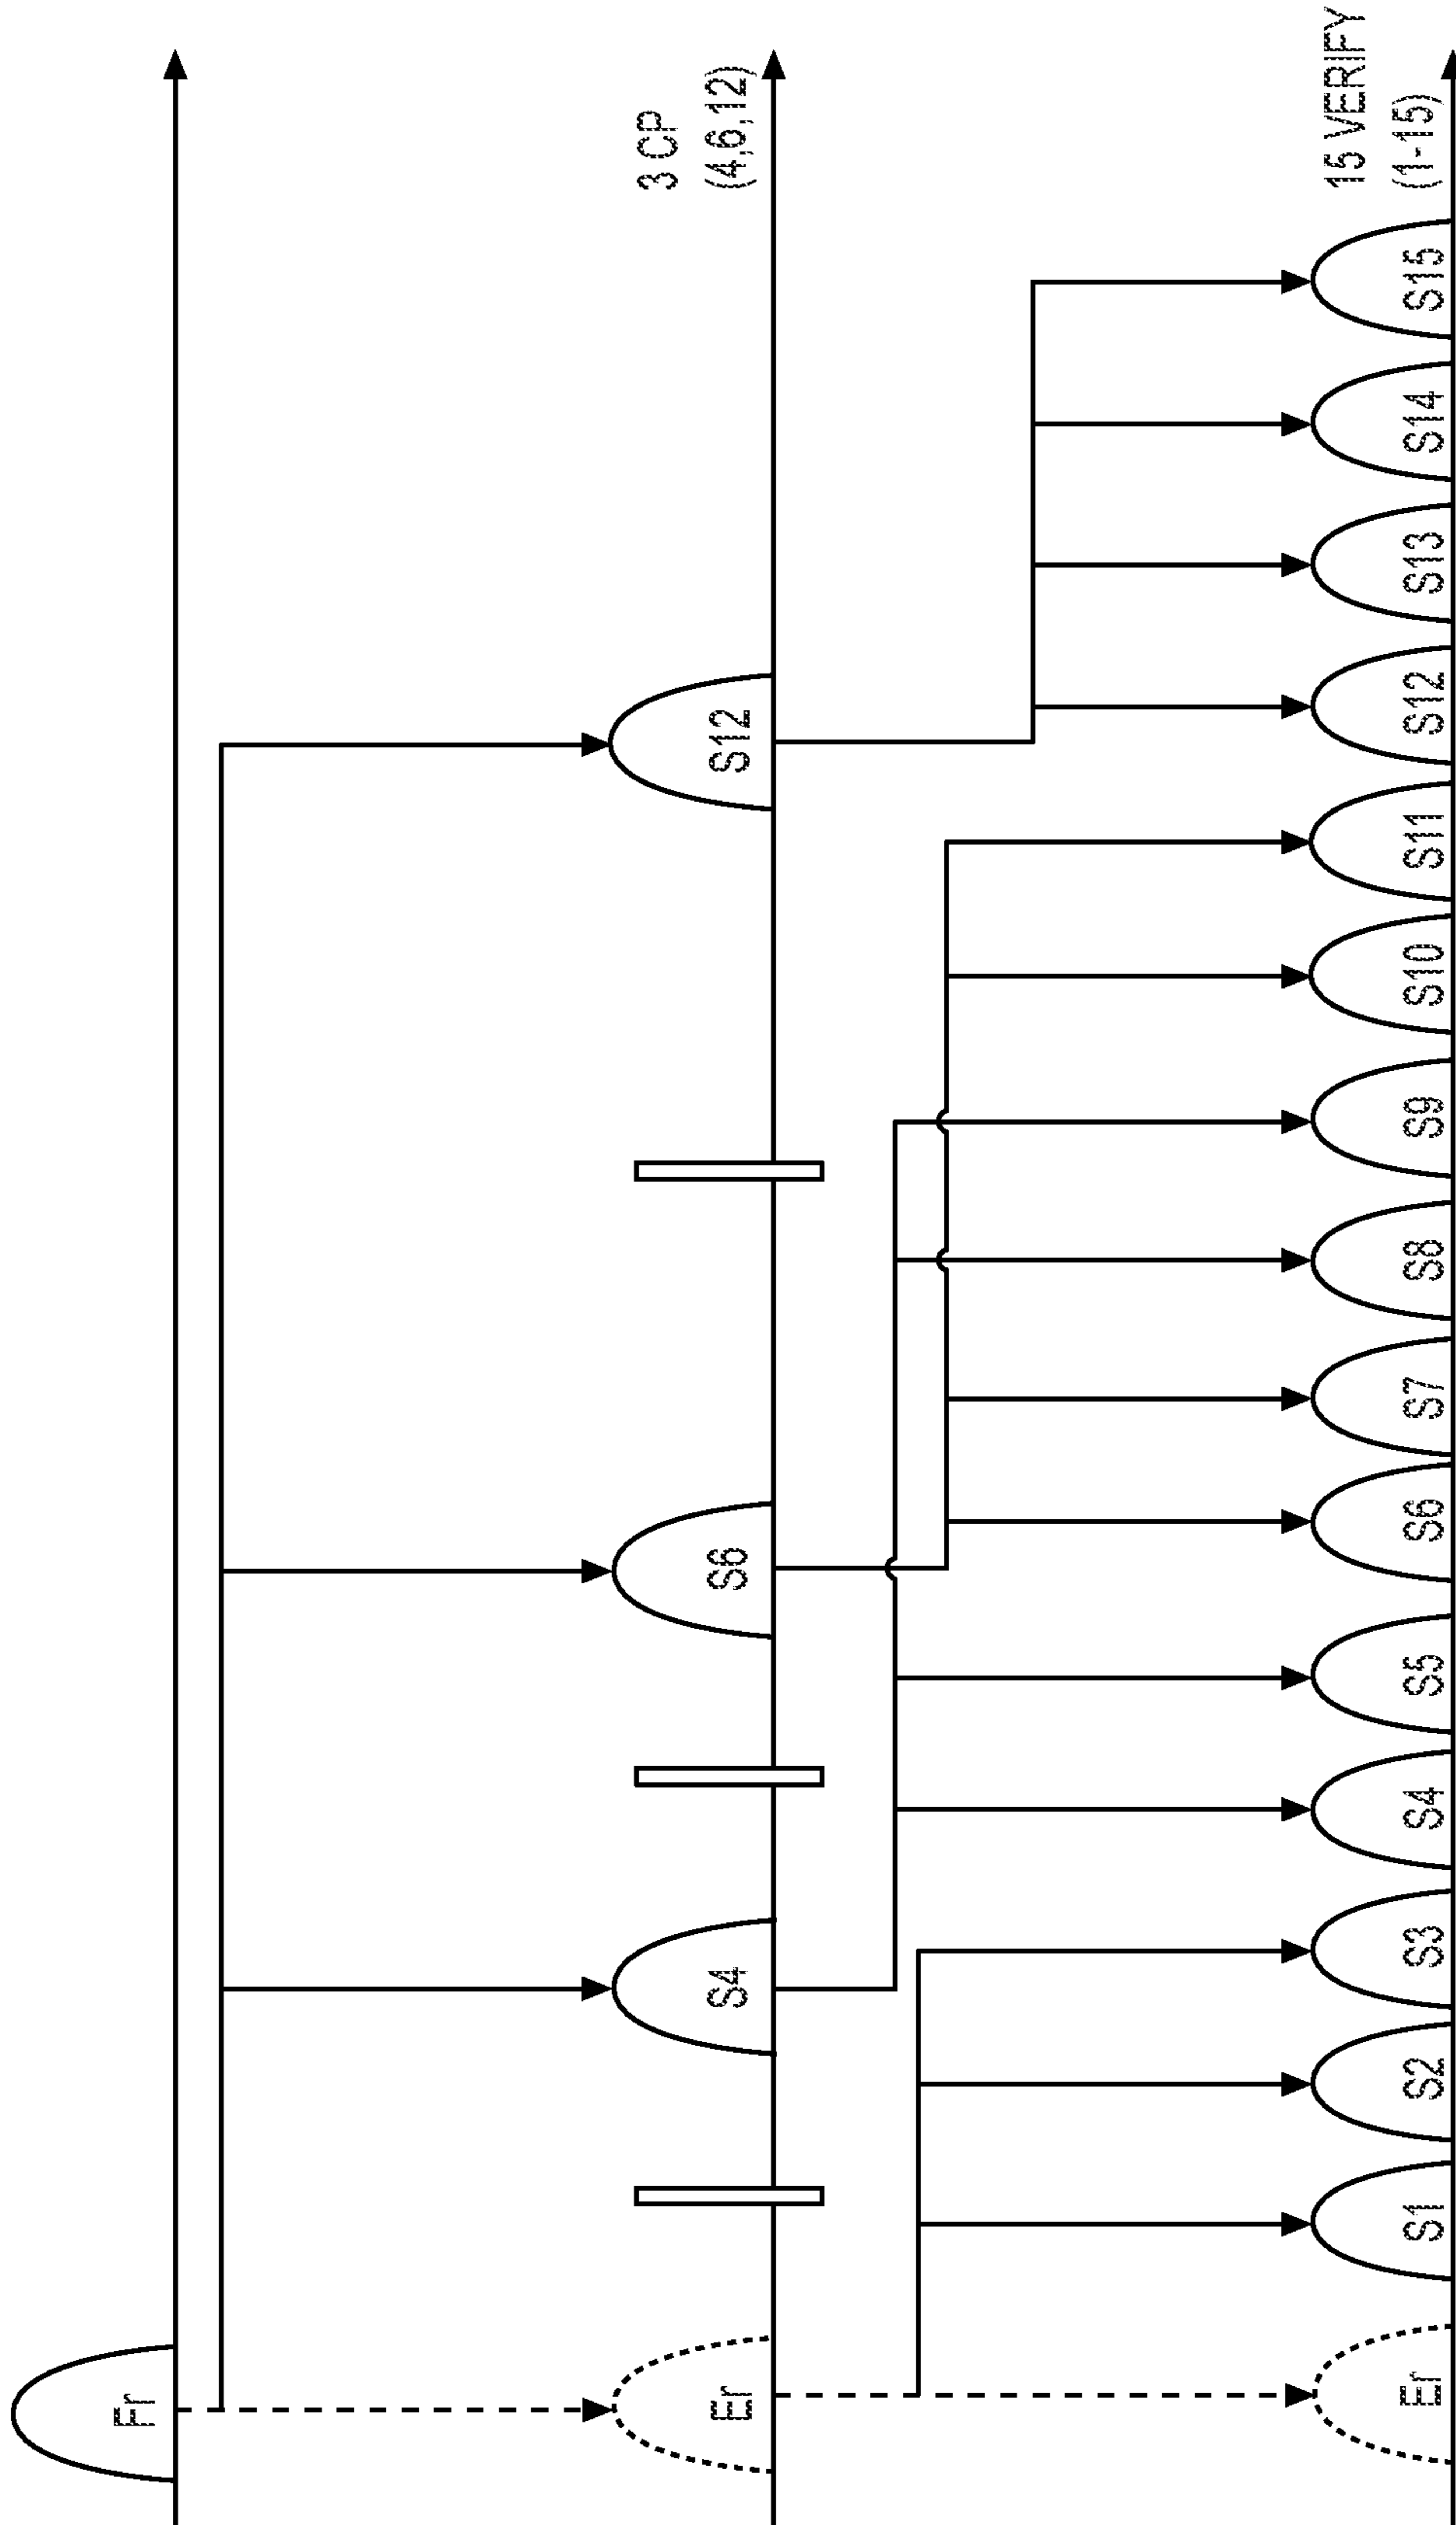 Er
3 CP
(4,6,12)
Er
S4
S6
S12
15 VERIFY
(1-15)
Er
S1
S2
S3
S4
S5
S6
S7
S8
S9
S10
S11
S12
S13
S14
S15